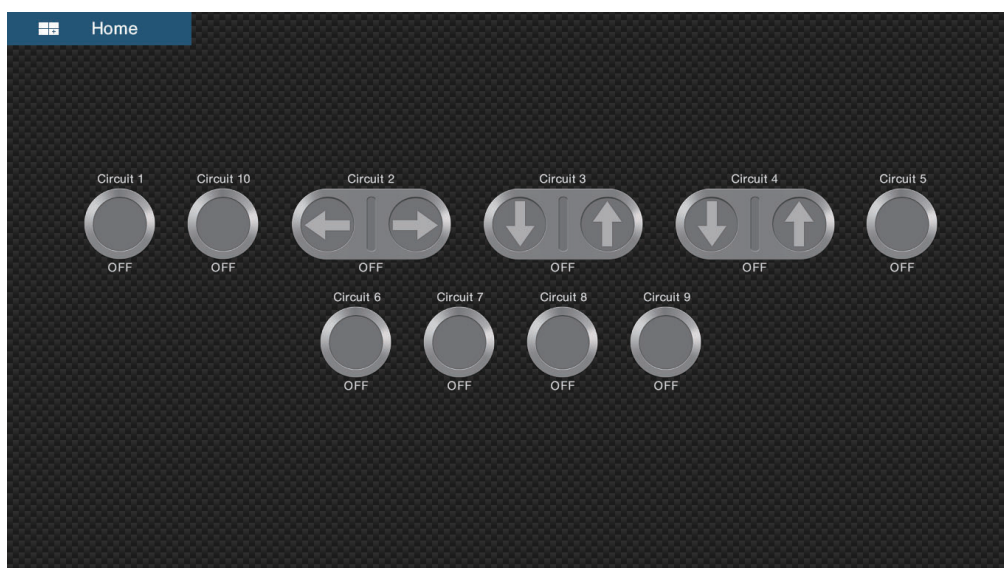 Home
Circuit 1 Circuit 10 Circuit 2 Circuit 3 Circuit 4 Circuit 5
OFF OFF OFF OFF OFF OFF
Circuit 6 Circuit 7 Circuit 8 Circuit 9
OFF OFF OFF OFF